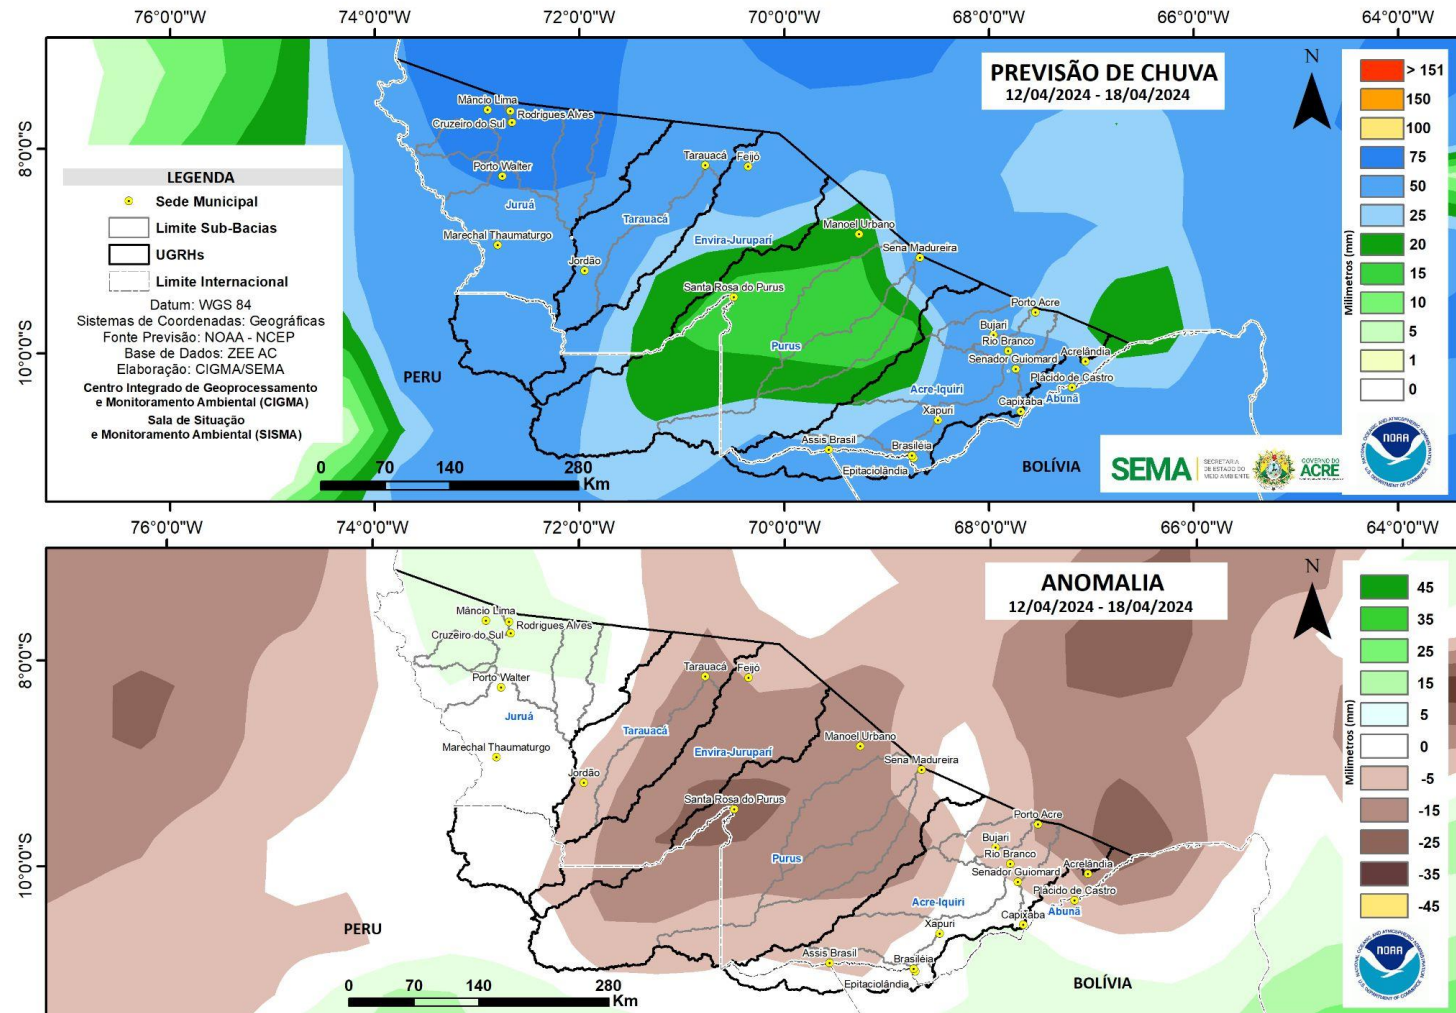 76°0'0"W 74°0'0"W 72°0'0"W 70°0'0"W 68°0'0"W 66°0'0"W 64°0'0"W
8°0'0"S
10°0'0"S
PREVISÃO DE CHUVA
12/04/2024 - 18/04/2024
N
Milimetros (mm)
> 151
150
100
75
50
25
20
15
10
5
1
0
LEGENDA
Sede Municipal
Limite Sub-Bacias
UGRHs
Limite Internacional
Datum: WGS 84
Sistemas de Coordenadas: Geográficas
Fonte Previsão: NOAA - NCEP
Base de Dados: ZEE AC
Elaboração: CIGMA/SEMA
Centro Integrado de Geoprocessamento
e Monitoramento Ambiental (CIGMA)
Sala de Situação
e Monitoramento Ambiental (SISMA)
Mâncio Lima
Rodrigues Alves
Cruzeiro do Sul
Porto Walter
Juruá
Marechal Thaumaturgo
Jordão
Tarauacá
Feijó
Tarauacá
Envira-Jurupari
Manoel Urbano
Sena Madureira
Santa Rosa do Purus
Purus
Porto Acre
Bujari
Rio Branco
Senador Guiomard
Acrelândia
Plácido de Castro
Acre-Iquiri
Abunã
Capixaba
Xapuri
Assis Brasil
Brasiléia
Epitaciolândia
PERU
BOLÍVIA
0 70 140 280
Km
SEMA
SECRETARIA
DE ESTADO DO
MEIO AMBIENTE
GOVERNO DO
ACRE
NOAA
76°0'0"W 74°0'0"W 72°0'0"W 70°0'0"W 68°0'0"W 66°0'0"W 64°0'0"W
8°0'0"S
10°0'0"S
ANOMALIA
12/04/2024 - 18/04/2024
N
Milimetros (mm)
45
35
25
15
5
0
-5
-15
-25
-35
-45
Mâncio Lima
Rodrigues Alves
Cruzeiro do Sul
Porto Walter
Juruá
Marechal Thaumaturgo
Jordão
Tarauacá
Feijó
Tarauacá
Envira-Jurupari
Manoel Urbano
Sena Madureira
Santa Rosa do Purus
Purus
Porto Acre
Bujari
Rio Branco
Senador Guiomard
Acrelândia
Plácido de Castro
Acre-Iquiri
Abunã
Capixaba
Xapuri
Assis Brasil
Brasiléia
Epitaciolândia
PERU
BOLÍVIA
0 70 140 280
Km
NOAA